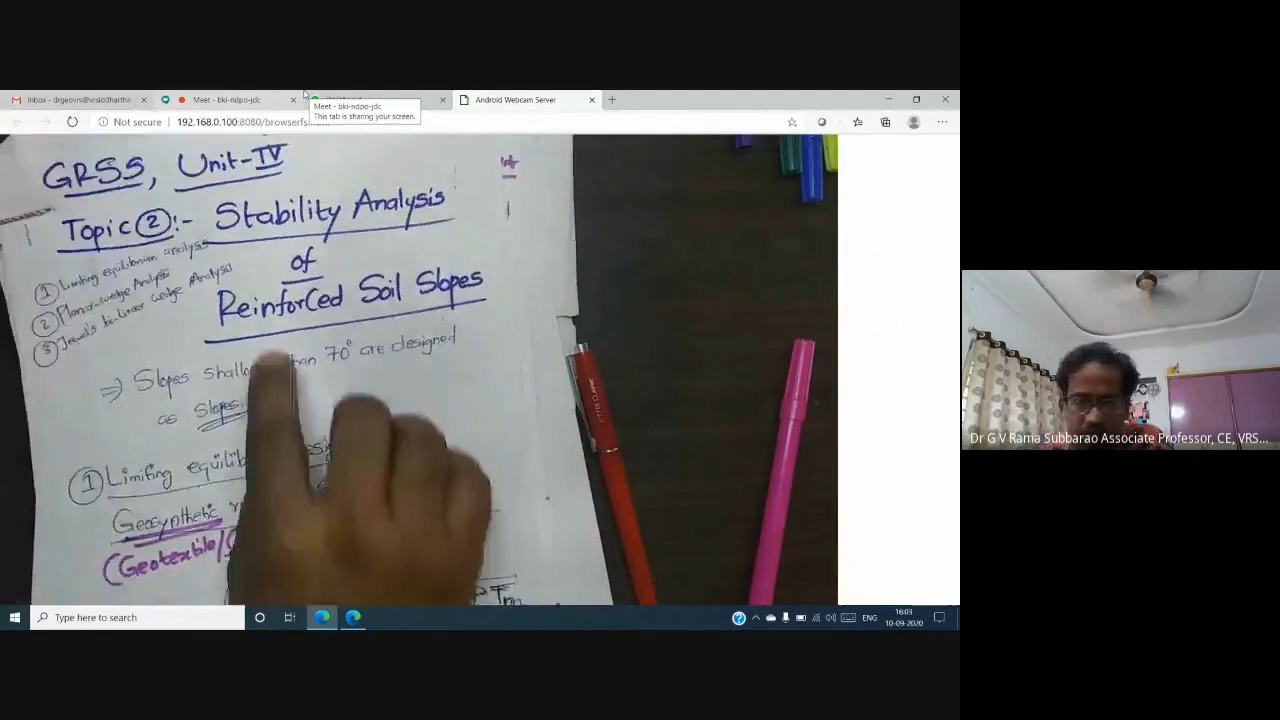 Inbox - drgeovrs@vrsiddhartha
Meet - bki-ndpo-jdc
Android Webcam Server
Meet - bki-ndpo-jdc
This tab is sharing your screen.
Not secure
192.168.0.100:8080/browserfs.
GRSS, Unit-IV
Topic ② :- Stability Analysis
of
Reinforced Soil Slopes
① Limiting equilibrium analysis
② Planar-wedge Analysis
③ Jewel's bi-linear wedge Analysis
⇒ Slopes Shallo than 70° are designed
as Slopes.
① Limiting equilib
Geosynthetic
(Geotextile/
Type here to search
ENG
16:03
10-09-2020
Dr G V Rama Subbarao Associate Professor, CE, VRS...